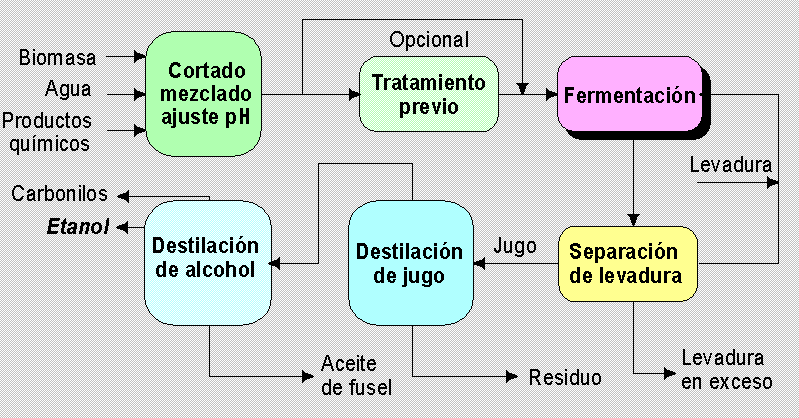 Opcional
Biomasa
Agua
Productos
químicos
Cortado
mezclado
ajuste pH
Tratamiento
previo
Fermentación
Levadura
Carbonilos
Etanol
Destilación
de alcohol
Destilación
de jugo
Jugo
Separación
de levadura
Aceite
de fusel
Residuo
Levadura
en exceso